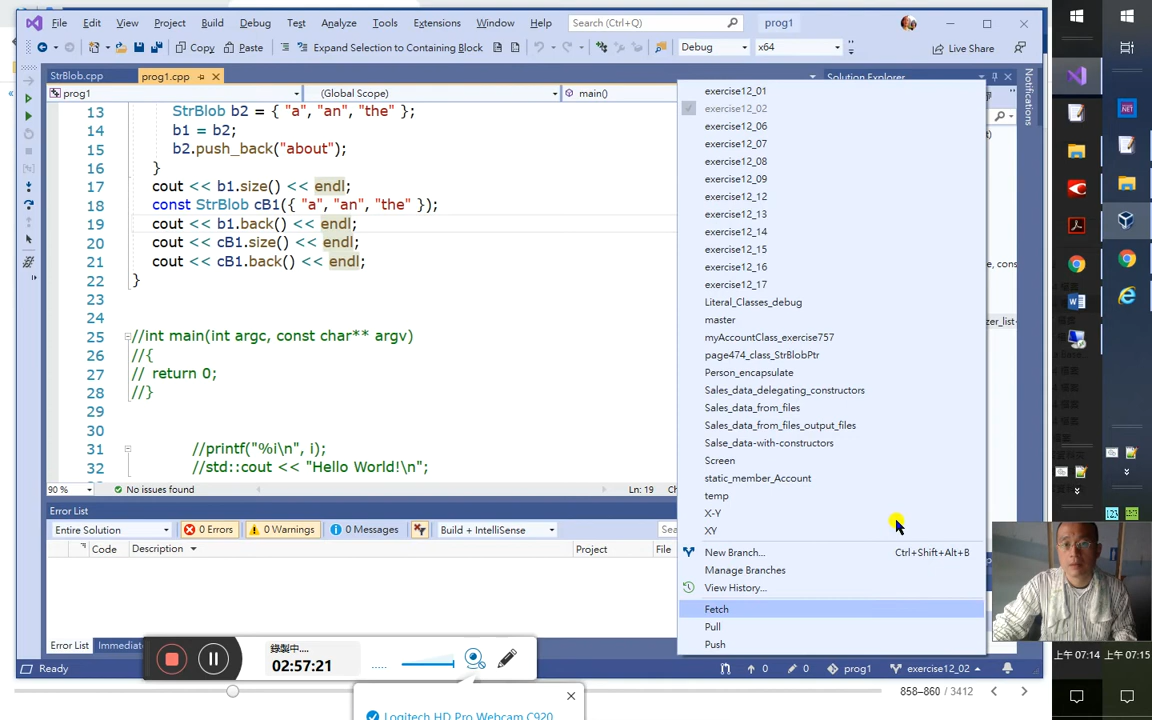 File Edit View Project Build Debug Test Analyze Tools Extensions Window Help Search (Ctrl+Q) prog1
Copy Paste Expand Selection to Containing Block Debug x64 Live Share
StrBlob.cpp prog1.cpp Solution Explorer
prog1 (Global Scope) main()
Notifications
13 StrBlob b2 = { "a", "an", "the" };
14 b1 = b2;
15 b2.push_back("about");
16 }
17 cout << b1.size() << endl;
18 const StrBlob cB1({ "a", "an", "the" });
19 cout << b1.back() << endl;
20 cout << cB1.size() << endl;
21 cout << cB1.back() << endl;
22 }
23
24
25 //int main(int argc, const char** argv)
26 //{
27 // return 0;
28 //}
29
30
31 //printf("%i\n", i);
32 //std::cout << "Hello World!\n";
90 % No issues found Ln: 19
exercise12_01
exercise12_02
exercise12_06
exercise12_07
exercise12_08
exercise12_09
exercise12_12
exercise12_13
exercise12_14
exercise12_15
exercise12_16
exercise12_17
Literal_Classes_debug
master
myAccountClass_exercise757
page474_class_StrBlobPtr
Person_encapsulate
Sales_data_delegating_constructors
Sales_data_from_files
Sales_data_from_files_output_files
Salse_data-with-constructors
Screen
static_member_Account
temp
X-Y
XY
New Branch... Ctrl+Shift+Alt+B
Manage Branches
View History...
Fetch
Pull
Push
Error List
Entire Solution 0 Errors 0 Warnings 0 Messages Build + IntelliSense
Code Description Project File
Error List
Ready
錄製中....
02:57:21
Logitech HD Pro Webcam C920
0 0 prog1 exercise12_02
858–860 / 3412
上午 07:14 上午 07:15